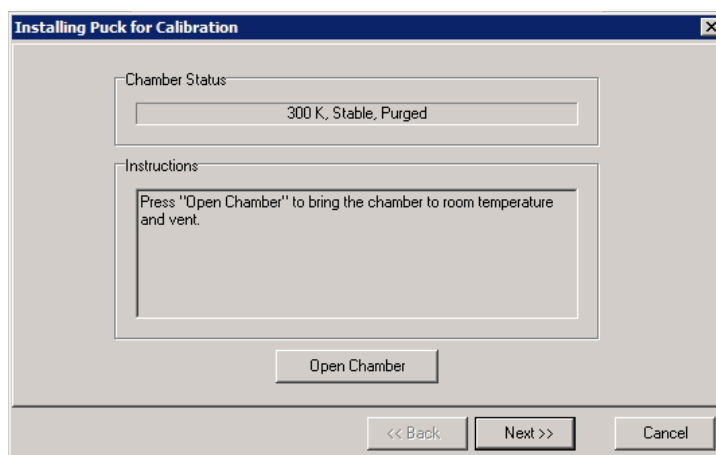 Installing Puck for Calibration
Chamber Status
300 K, Stable, Purged
Instructions
Press "Open Chamber" to bring the chamber to room temperature
and vent.
Open Chamber
<< Back
Next >>
Cancel